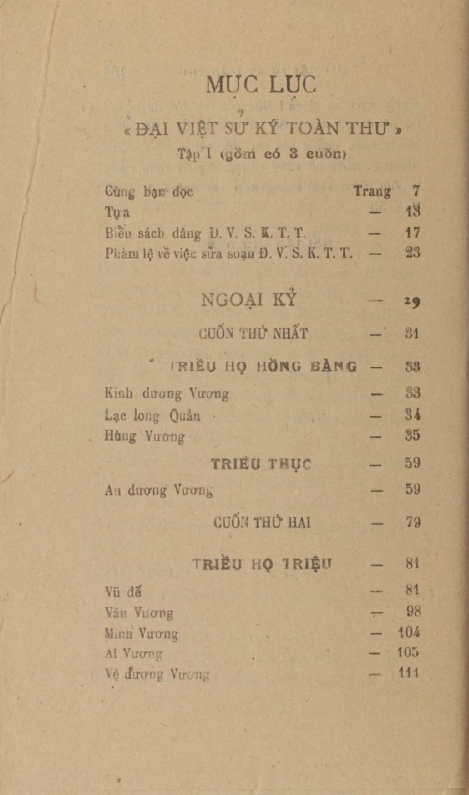 MỤC LỤC
« ĐẠI VIỆT SỬ KÝ TOÀN THƯ »
Tập I (gồm có 3 cuốn)
Cùng bạn đọc Trang 7
Tựa — 13
Biểu sách dâng Đ. V. S. K. T. T. — 17
Phàm lệ về việc sửa soạn Đ. V. S. K. T. T. — 23
NGOẠI KỶ — 29
CUỐN THỨ NHẤT — 31
TRIỀU HỌ HỒNG BÀNG — 33
Kinh dương Vương — 33
Lạc long Quân — 34
Hùng Vương — 35
TRIỀU THỤC — 59
An dương Vương — 59
CUỐN THỨ HAI — 79
TRIỀU HỌ TRIỆU — 81
Vũ đế — 81
Văn Vương — 98
Minh Vương — 104
Ai Vương — 105
Vệ dương Vương — 111